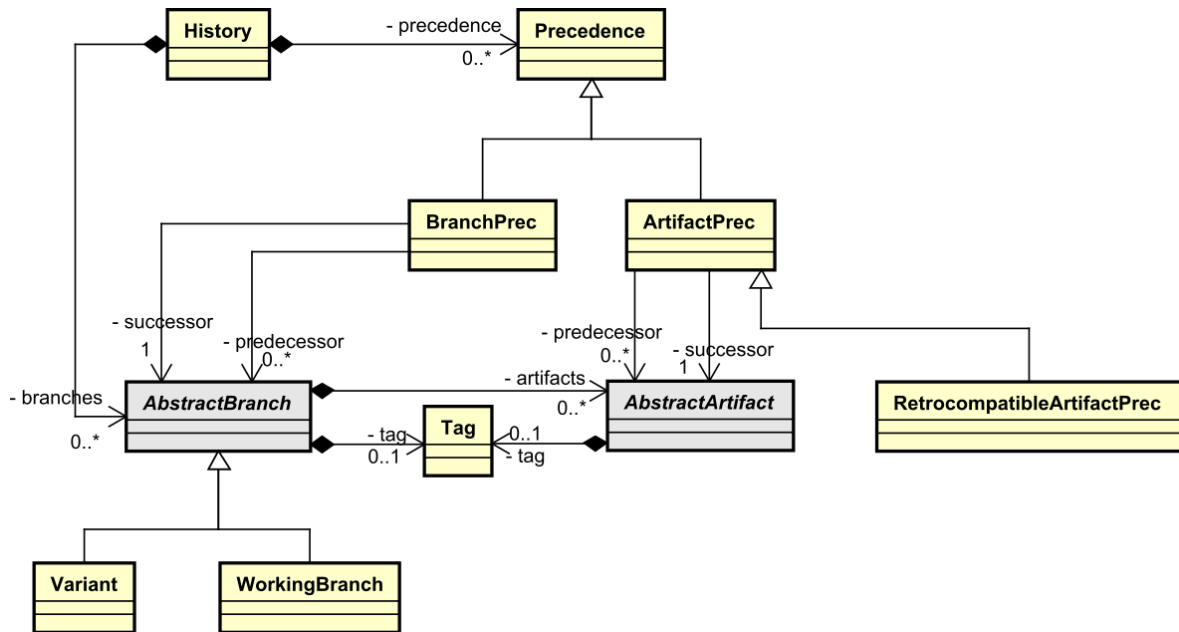 History
- precedence
0..*
Precedence
BranchPrec
ArtifactPrec
- successor
1
- predecessor
0..*
- predecessor
0..*
- successor
1
- branches
0..*
AbstractBranch
- artifacts
0..*
AbstractArtifact
RetrocompatibleArtifactPrec
- tag
0..1
Tag
0..1
- tag
Variant
WorkingBranch